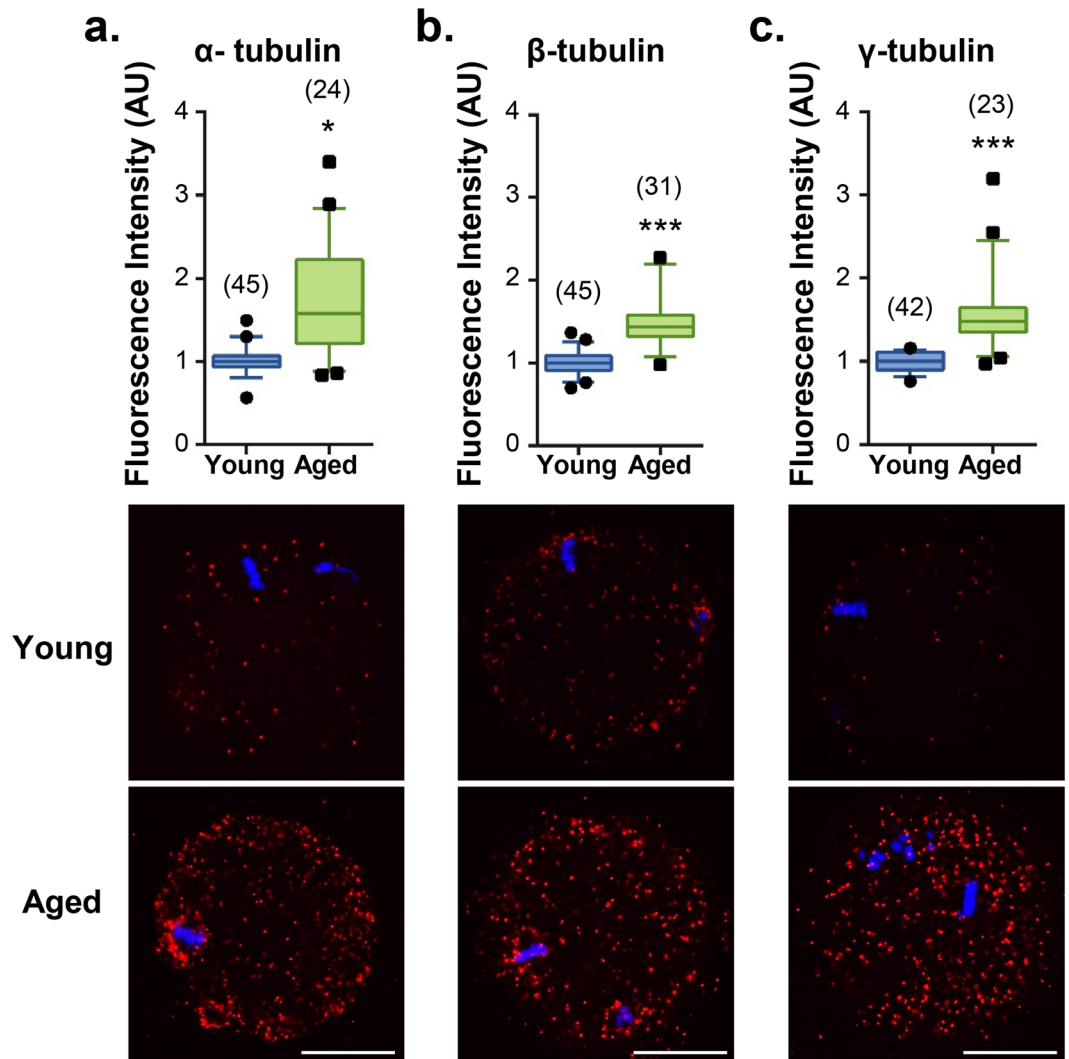 a.
α- tubulin
Fluorescence Intensity (AU)
4
3
2
1
0
(45)
(24)
*
Young Aged
b.
β-tubulin
Fluorescence Intensity (AU)
4
3
2
1
0
(45)
(31)
***
Young Aged
c.
γ-tubulin
Fluorescence Intensity (AU)
4
3
2
1
0
(42)
(23)
***
Young Aged
Young
Aged